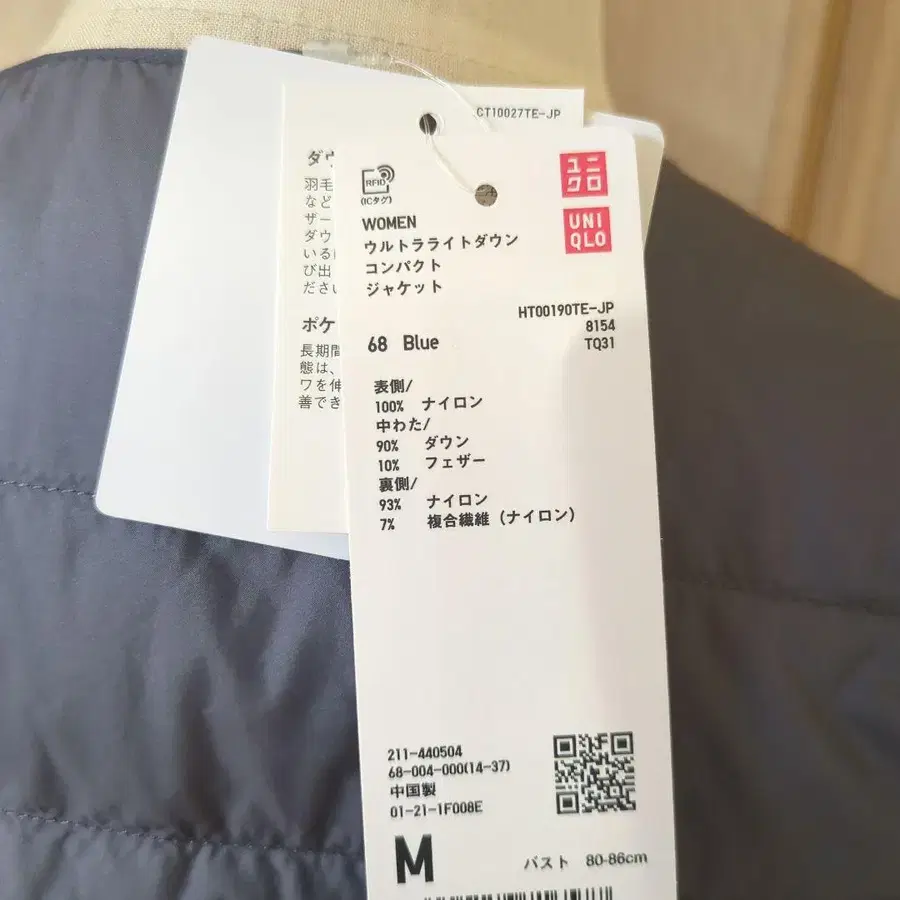 CT10027TE-JP
ダウ
羽毛
など
ザー
ダウ
いる
び出
ださい
ポケ
長期間
態は、
ワを伸
善でき
RFID
(ICタグ)
ユニ
クロ
UNI
QLO
WOMEN
ウルトラライトダウン
コンパクト
ジャケット
HT00190TE-JP
8154
TQ31
68 Blue
表側/
100% ナイロン
中わた/
90% ダウン
10% フェザー
裏側/
93% ナイロン
7% 複合繊維（ナイロン）
211-440504
68-004-000(14-37)
中国製
01-21-1F008E
M バスト 80-86cm